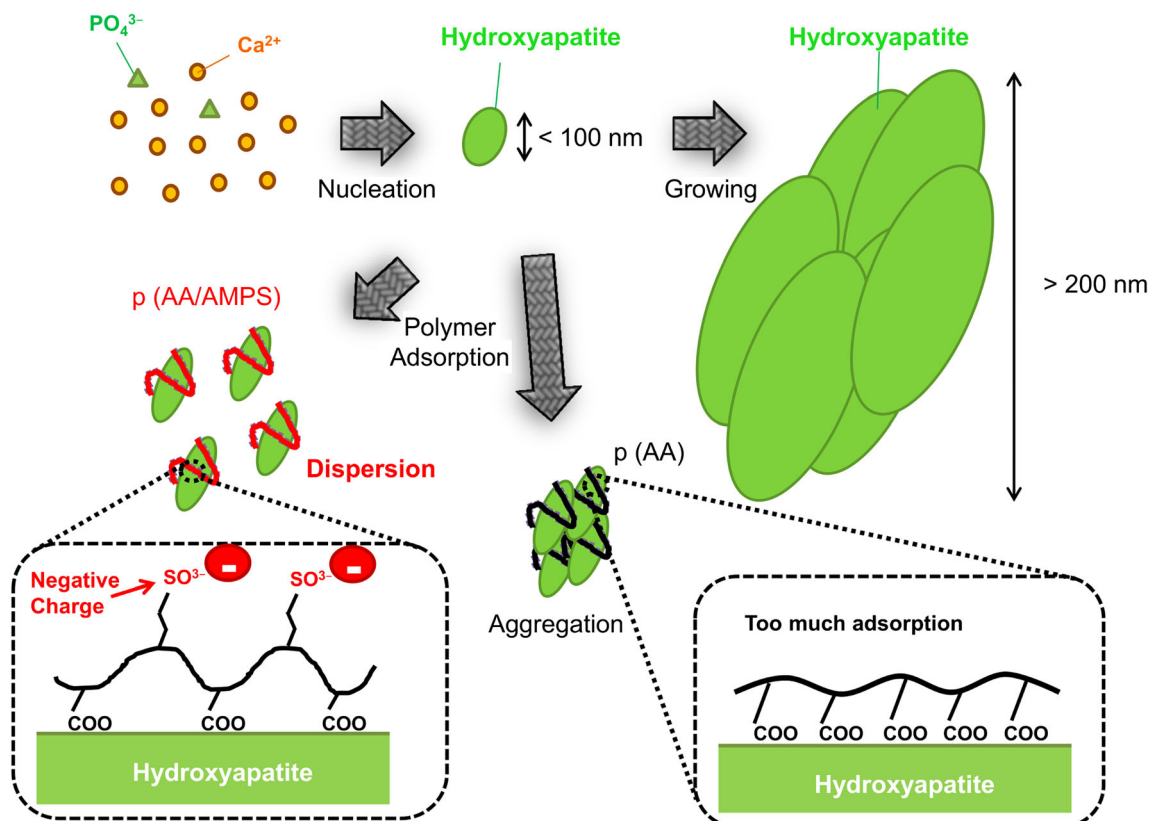 PO₄³⁻
Ca²⁺
Hydroxyapatite
Hydroxyapatite
< 100 nm
Nucleation
Growing
> 200 nm
p (AA/AMPS)
Polymer
Adsorption
Dispersion
p (AA)
Aggregation
Negative
Charge
SO³⁻
-
SO³⁻
-
COO
COO
COO
Hydroxyapatite
Too much adsorption
COO
COO
COO
COO
COO
Hydroxyapatite